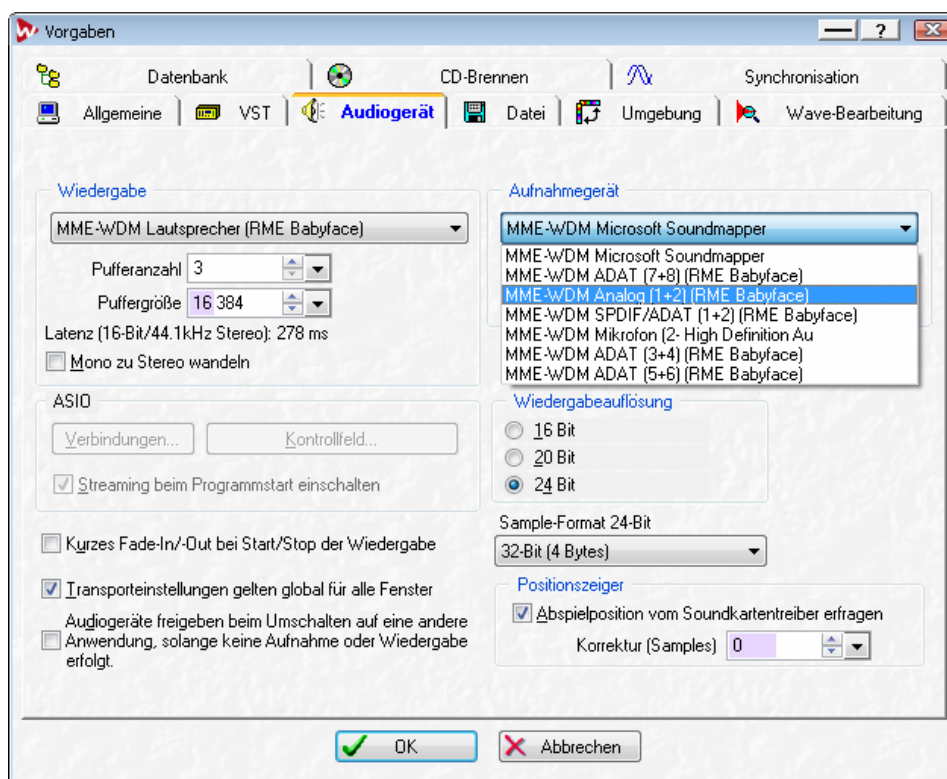 Vorgaben
?
Datenbank
CD-Brennen
Synchronisation
Allgemeine
VST
Audiogerät
Datei
Umgebung
Wave-Bearbeitung
Wiedergabe
MME-WDM Lautsprecher (RME Babyface)
Pufferanzahl 3
Puffergröße 16 384
Latenz (16-Bit/44.1kHz Stereo): 278 ms
Mono zu Stereo wandeln
Aufnahmegerät
MME-WDM Microsoft Soundmapper
MME-WDM Microsoft Soundmapper
MME-WDM ADAT (7+8) (RME Babyface)
MME-WDM Analog (1+2) (RME Babyface)
MME-WDM SPDIF/ADAT (1+2) (RME Babyface)
MME-WDM Mikrofon (2- High Definition Au
MME-WDM ADAT (3+4) (RME Babyface)
MME-WDM ADAT (5+6) (RME Babyface)
ASIO
Verbindungen...
Kontrollfeld...
Streaming beim Programmstart einschalten
Wiedergabeauflösung
16 Bit
20 Bit
24 Bit
Sample-Format 24-Bit
32-Bit (4 Bytes)
Kurzes Fade-In/-Out bei Start/Stop der Wiedergabe
Transporteinstellungen gelten global für alle Fenster
Audiogeräte freigeben beim Umschalten auf eine andere
Anwendung, solange keine Aufnahme oder Wiedergabe
erfolgt.
Positionszeiger
Abspielposition vom Soundkartentreiber erfragen
Korrektur (Samples) 0
OK
Abbrechen